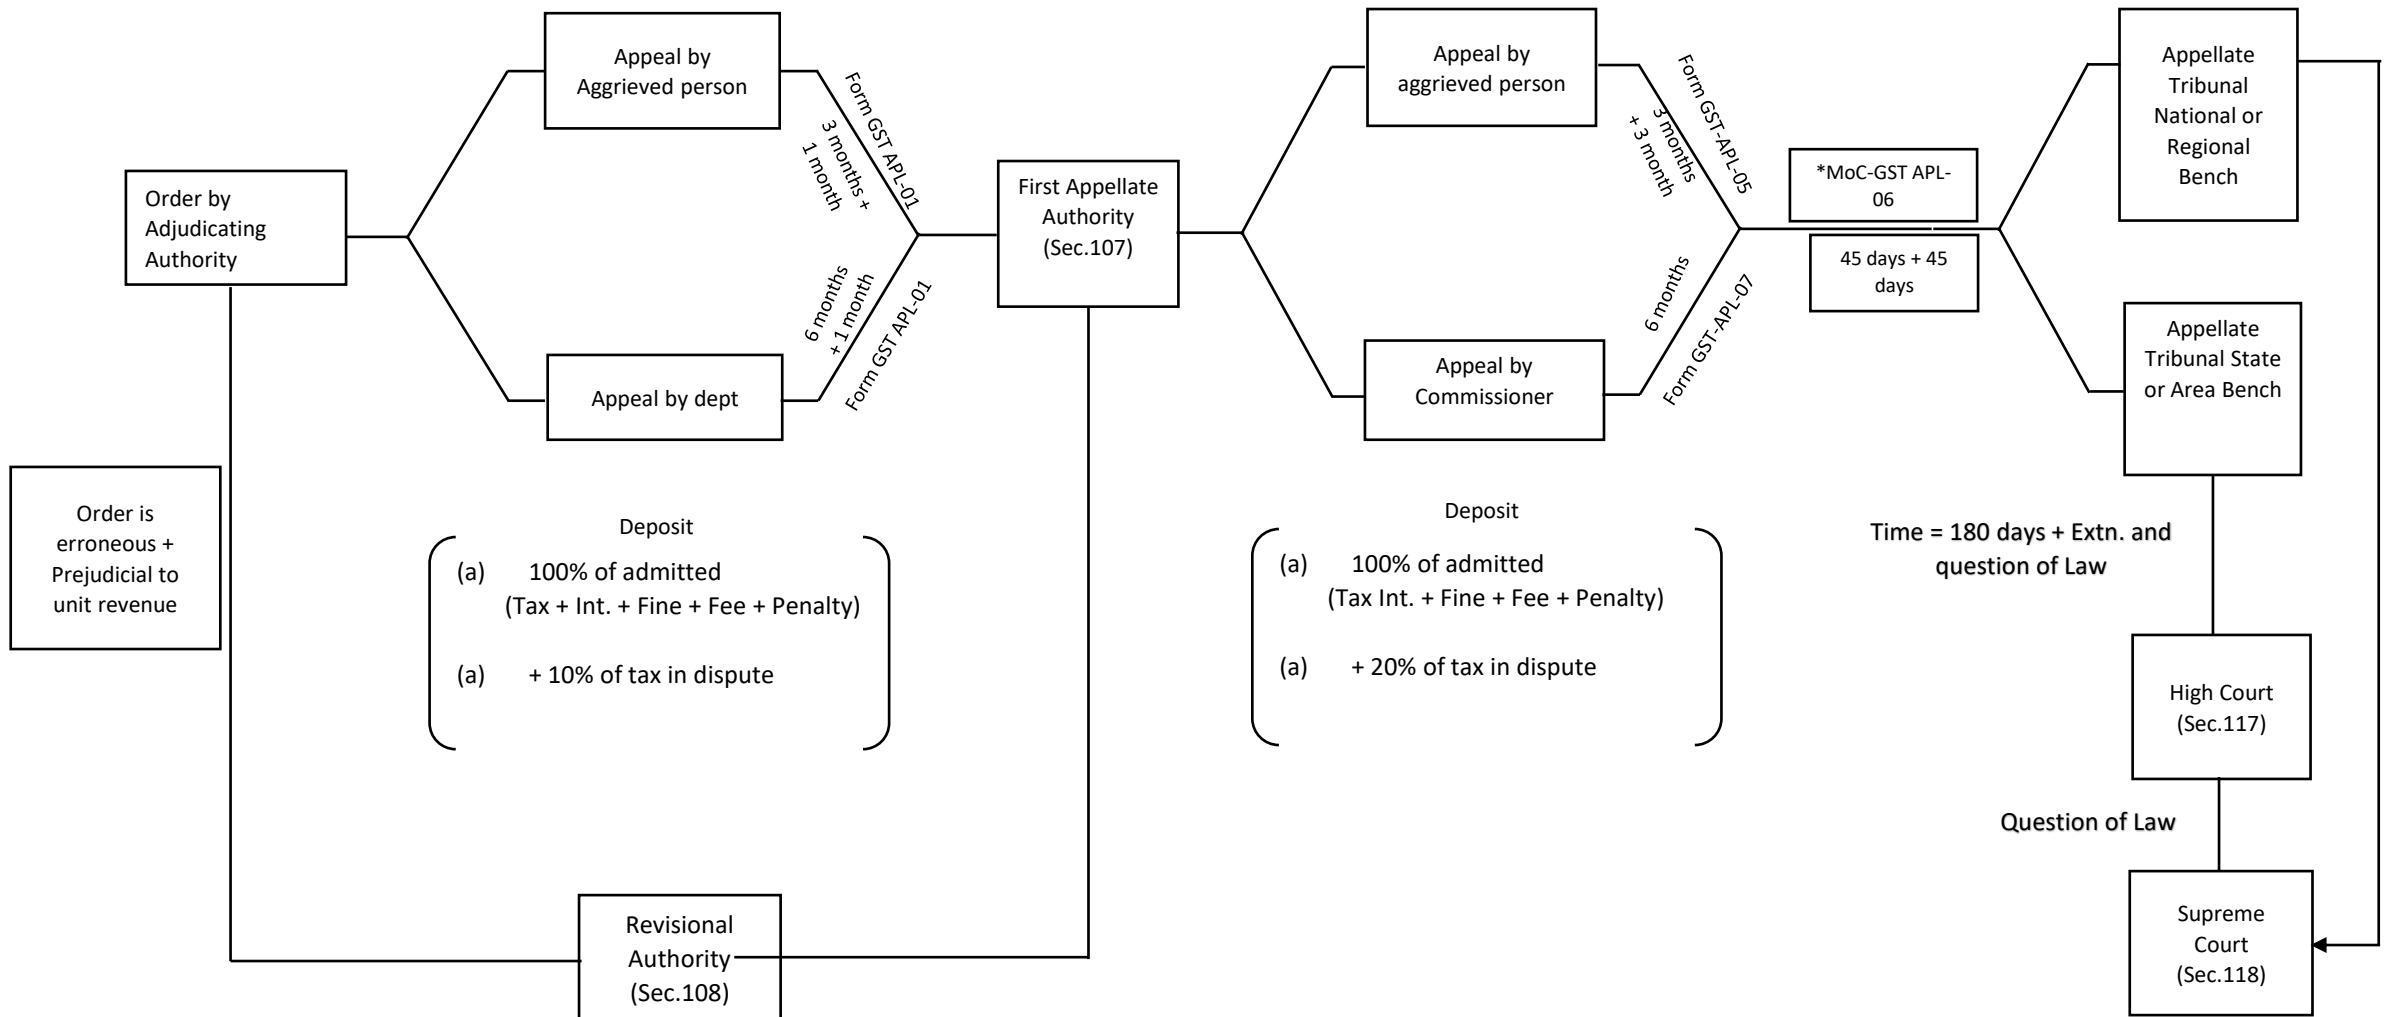 Order by
Adjudicating
Authority
Appeal by
Aggrieved person
Form GST APL-01
3 months +
1 month
6 months
+ 1 month
Form GST APL-01
Appeal by dept
First Appellate
Authority
(Sec.107)
Appeal by
aggrieved person
Form GST-APL-05
3 months
+ 3 month
6 months
Form GST-APL-07
Appeal by
Commissioner
*MoC-GST APL-
06
45 days + 45
days
Appellate
Tribunal
National or
Regional
Bench
Appellate
Tribunal State
or Area Bench
Order is
erroneous +
Prejudicial to
unit revenue
Deposit
(a) 100% of admitted
(Tax + Int. + Fine + Fee + Penalty)
(a) + 10% of tax in dispute
Deposit
(a) 100% of admitted
(Tax Int. + Fine + Fee + Penalty)
(a) + 20% of tax in dispute
Time = 180 days + Extn. and
question of Law
High Court
(Sec.117)
Question of Law
Supreme
Court
(Sec.118)
Revisional
Authority
(Sec.108)